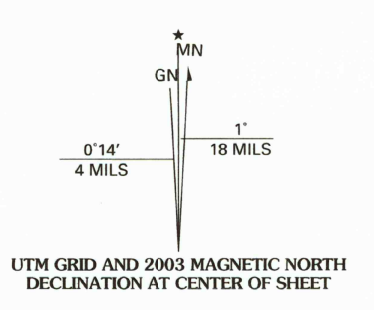 ★
MN
GN
1°
18 MILS
0°14′
4 MILS
UTM GRID AND 2003 MAGNETIC NORTH
DECLINATION AT CENTER OF SHEET